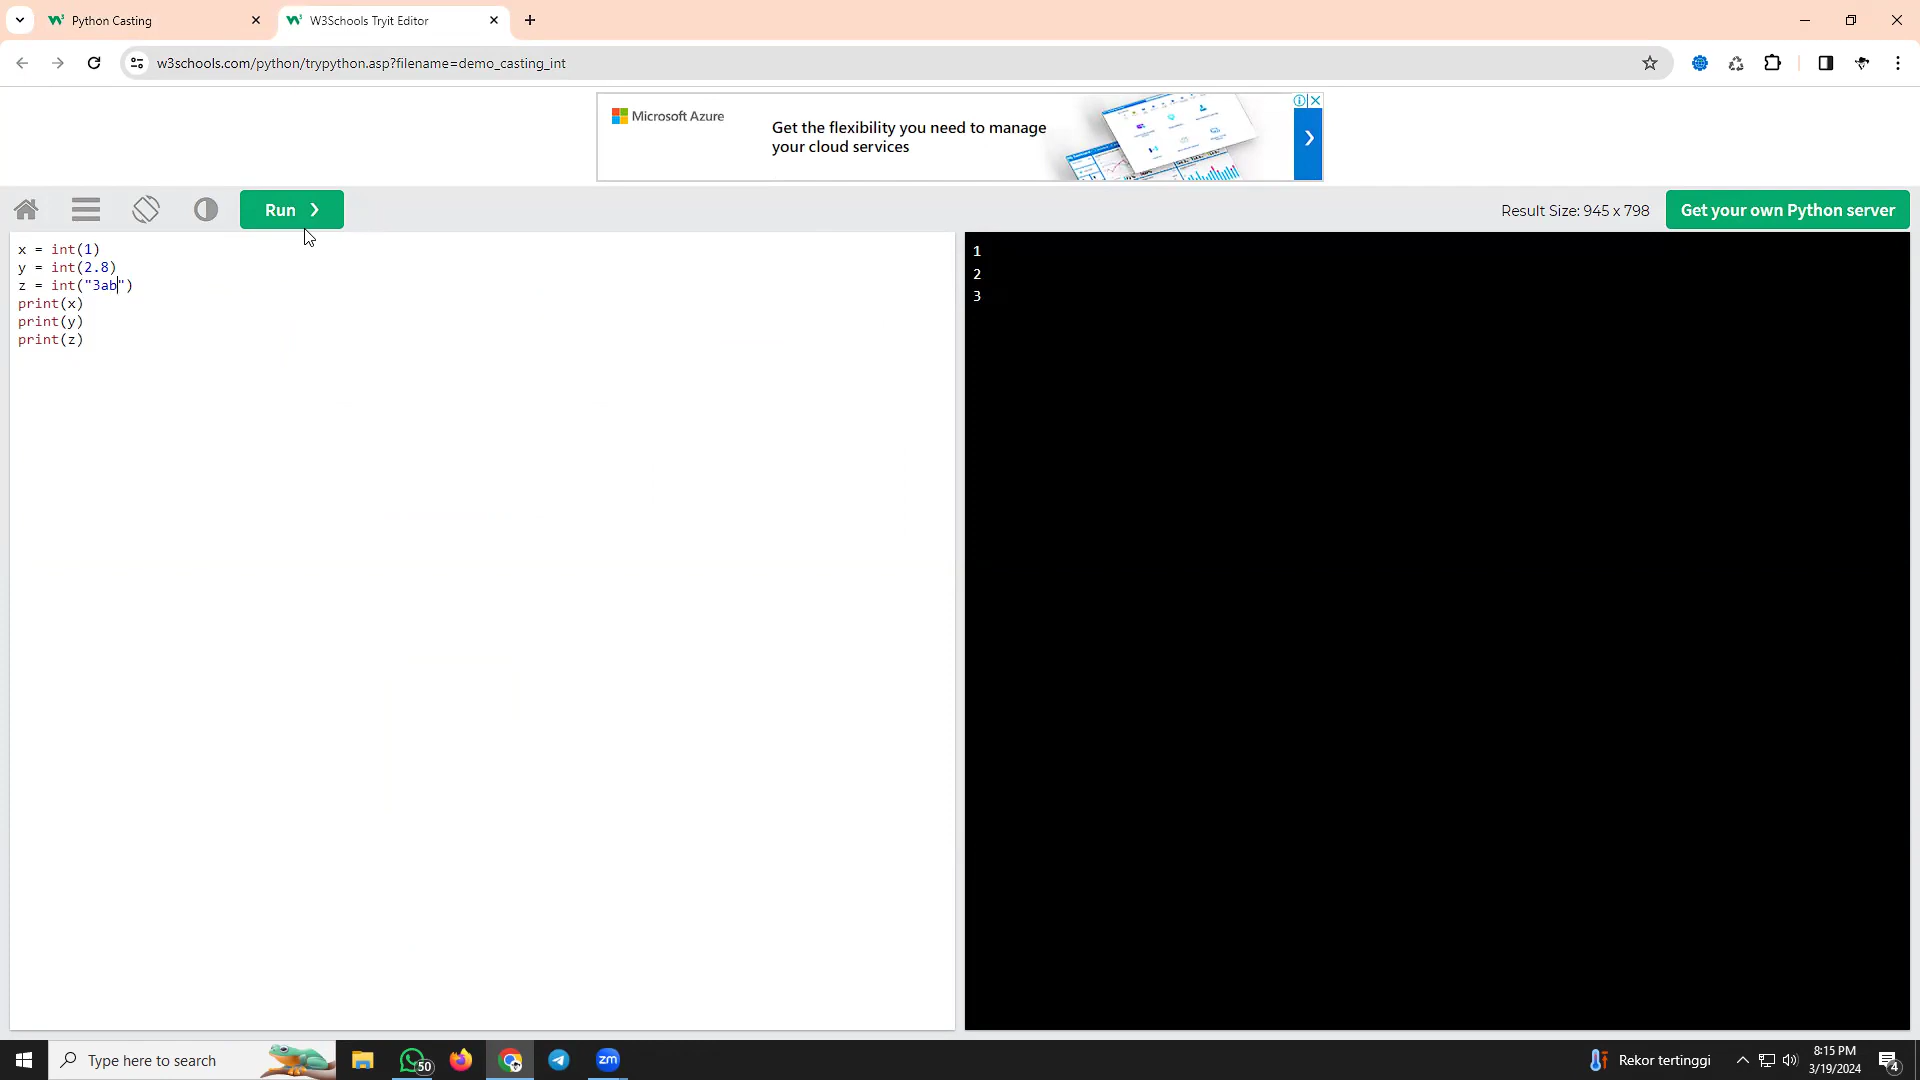 Python Casting
W3Schools Tryit Editor
w3schools.com/python/trypython.asp?filename=demo_casting_int
Microsoft Azure
Get the flexibility you need to manage
your cloud services
Run ❯
Result Size: 945 x 798
Get your own Python server
x = int(1)
y = int(2.8)
z = int("3ab")
print(x)
print(y)
print(z)
1
2
3
Type here to search
50
zm
Rekor tertinggi
8:15 PM
3/19/2024
4